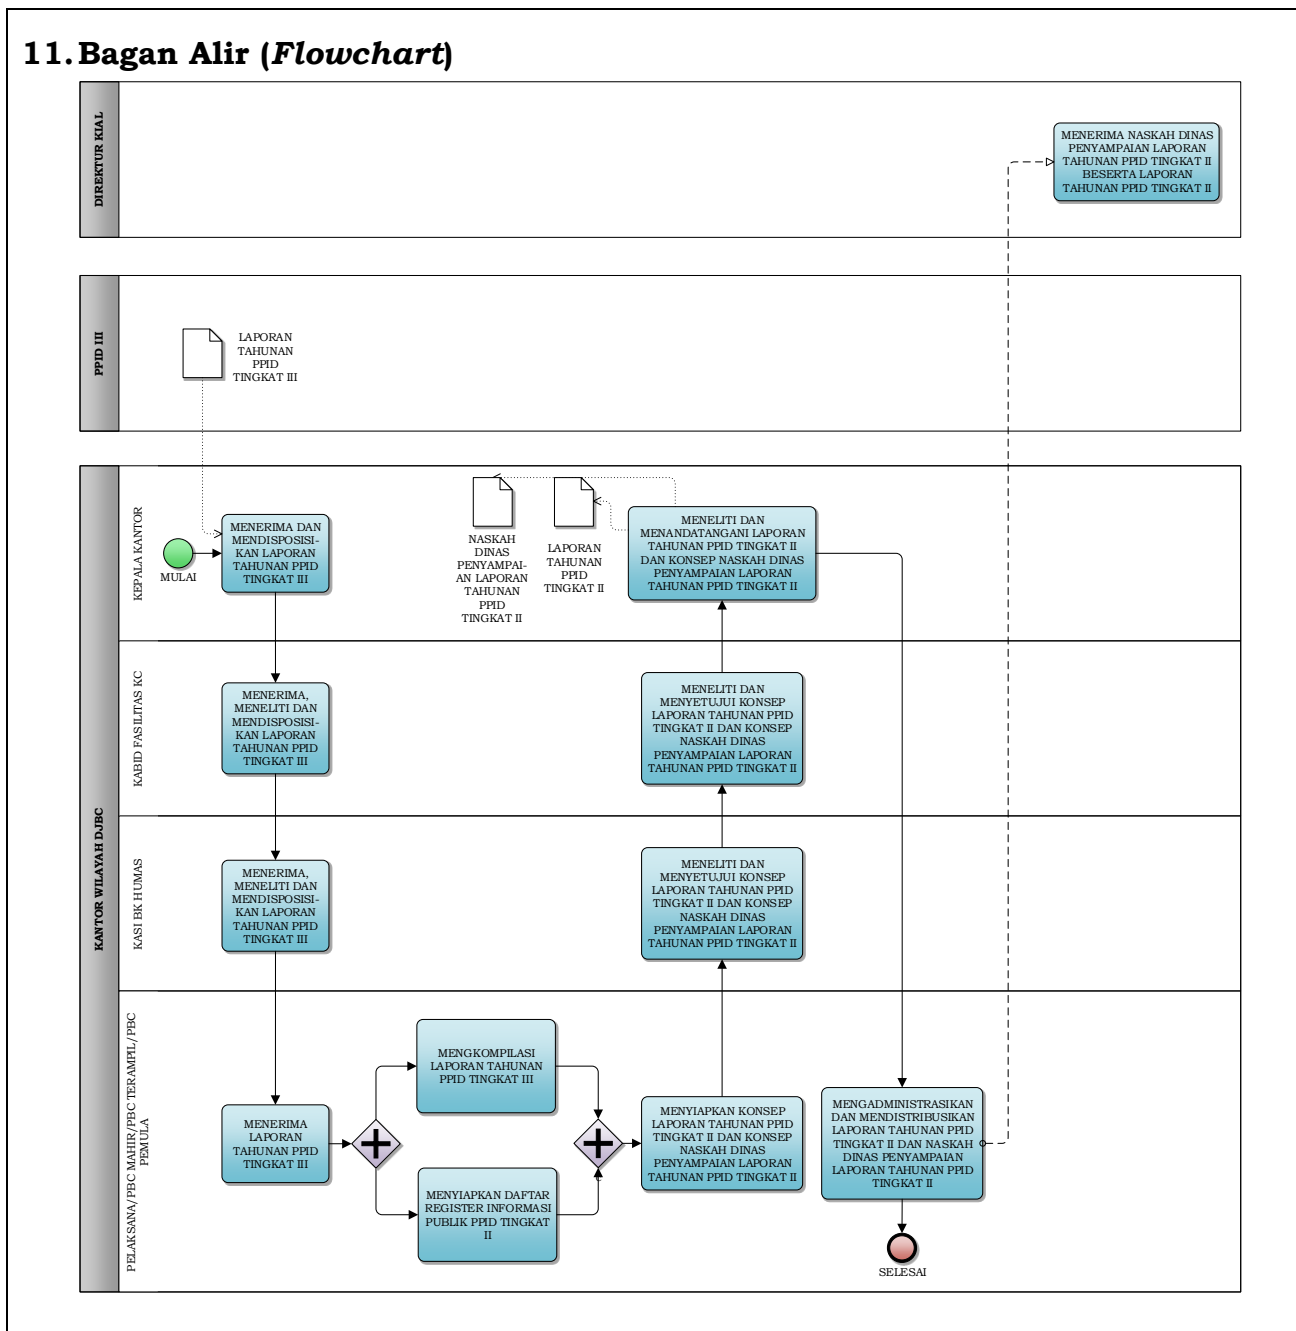 11. Bagan Alir (Flowchart)
DIREKTUR KIAL
MENERIMA NASKAH DINAS
PENYAMPAIAN LAPORAN
TAHUNAN PPID TINGKAT II
BESERTA LAPORAN
TAHUNAN PPID TINGKAT II
PPID III
LAPORAN
TAHUNAN
PPID
TINGKAT III
KANTOR WILAYAH DJBC
KEPALA KANTOR
MULAI
MENERIMA DAN
MENDISPOSISI-
KAN LAPORAN
TAHUNAN PPID
TINGKAT III
NASKAH
DINAS
PENYAMPAI-
AN LAPORAN
TAHUNAN
PPID
TINGKAT II
LAPORAN
TAHUNAN
PPID
TINGKAT II
MENELITI DAN
MENANDATANGANI LAPORAN
TAHUNAN PPID TINGKAT II
DAN KONSEP NASKAH DINAS
PENYAMPAIAN LAPORAN
TAHUNAN PPID TINGKAT II
KABID FASILITAS KC
MENERIMA,
MENELITI DAN
MENDISPOSISI-
KAN LAPORAN
TAHUNAN PPID
TINGKAT III
MENELITI DAN
MENYETUJUI KONSEP
LAPORAN TAHUNAN PPID
TINGKAT II DAN KONSEP
NASKAH DINAS
PENYAMPAIAN LAPORAN
TAHUNAN PPID TINGKAT II
KASI BK HUMAS
MENERIMA,
MENELITI DAN
MENDISPOSISI-
KAN LAPORAN
TAHUNAN PPID
TINGKAT III
MENELITI DAN
MENYETUJUI KONSEP
LAPORAN TAHUNAN PPID
TINGKAT II DAN KONSEP
NASKAH DINAS
PENYAMPAIAN LAPORAN
TAHUNAN PPID TINGKAT II
PELAKSANA/PBC MAHIR/PBC TERAMPIL/PBC
PEMULA
MENERIMA
LAPORAN
TAHUNAN PPID
TINGKAT III
MENGKOMPILASI
LAPORAN TAHUNAN
PPID TINGKAT III
MENYIAPKAN DAFTAR
REGISTER INFORMASI
PUBLIK PPID TINGKAT
II
MENYIAPKAN KONSEP
LAPORAN TAHUNAN PPID
TINGKAT II DAN KONSEP
NASKAH DINAS
PENYAMPAIAN LAPORAN
TAHUNAN PPID TINGKAT II
MENGADMINISTRASIKAN
DAN MENDISTRIBUSIKAN
LAPORAN TAHUNAN PPID
TINGKAT II DAN NASKAH
DINAS PENYAMPAIAN
LAPORAN TAHUNAN PPID
TINGKAT II
SELESAI